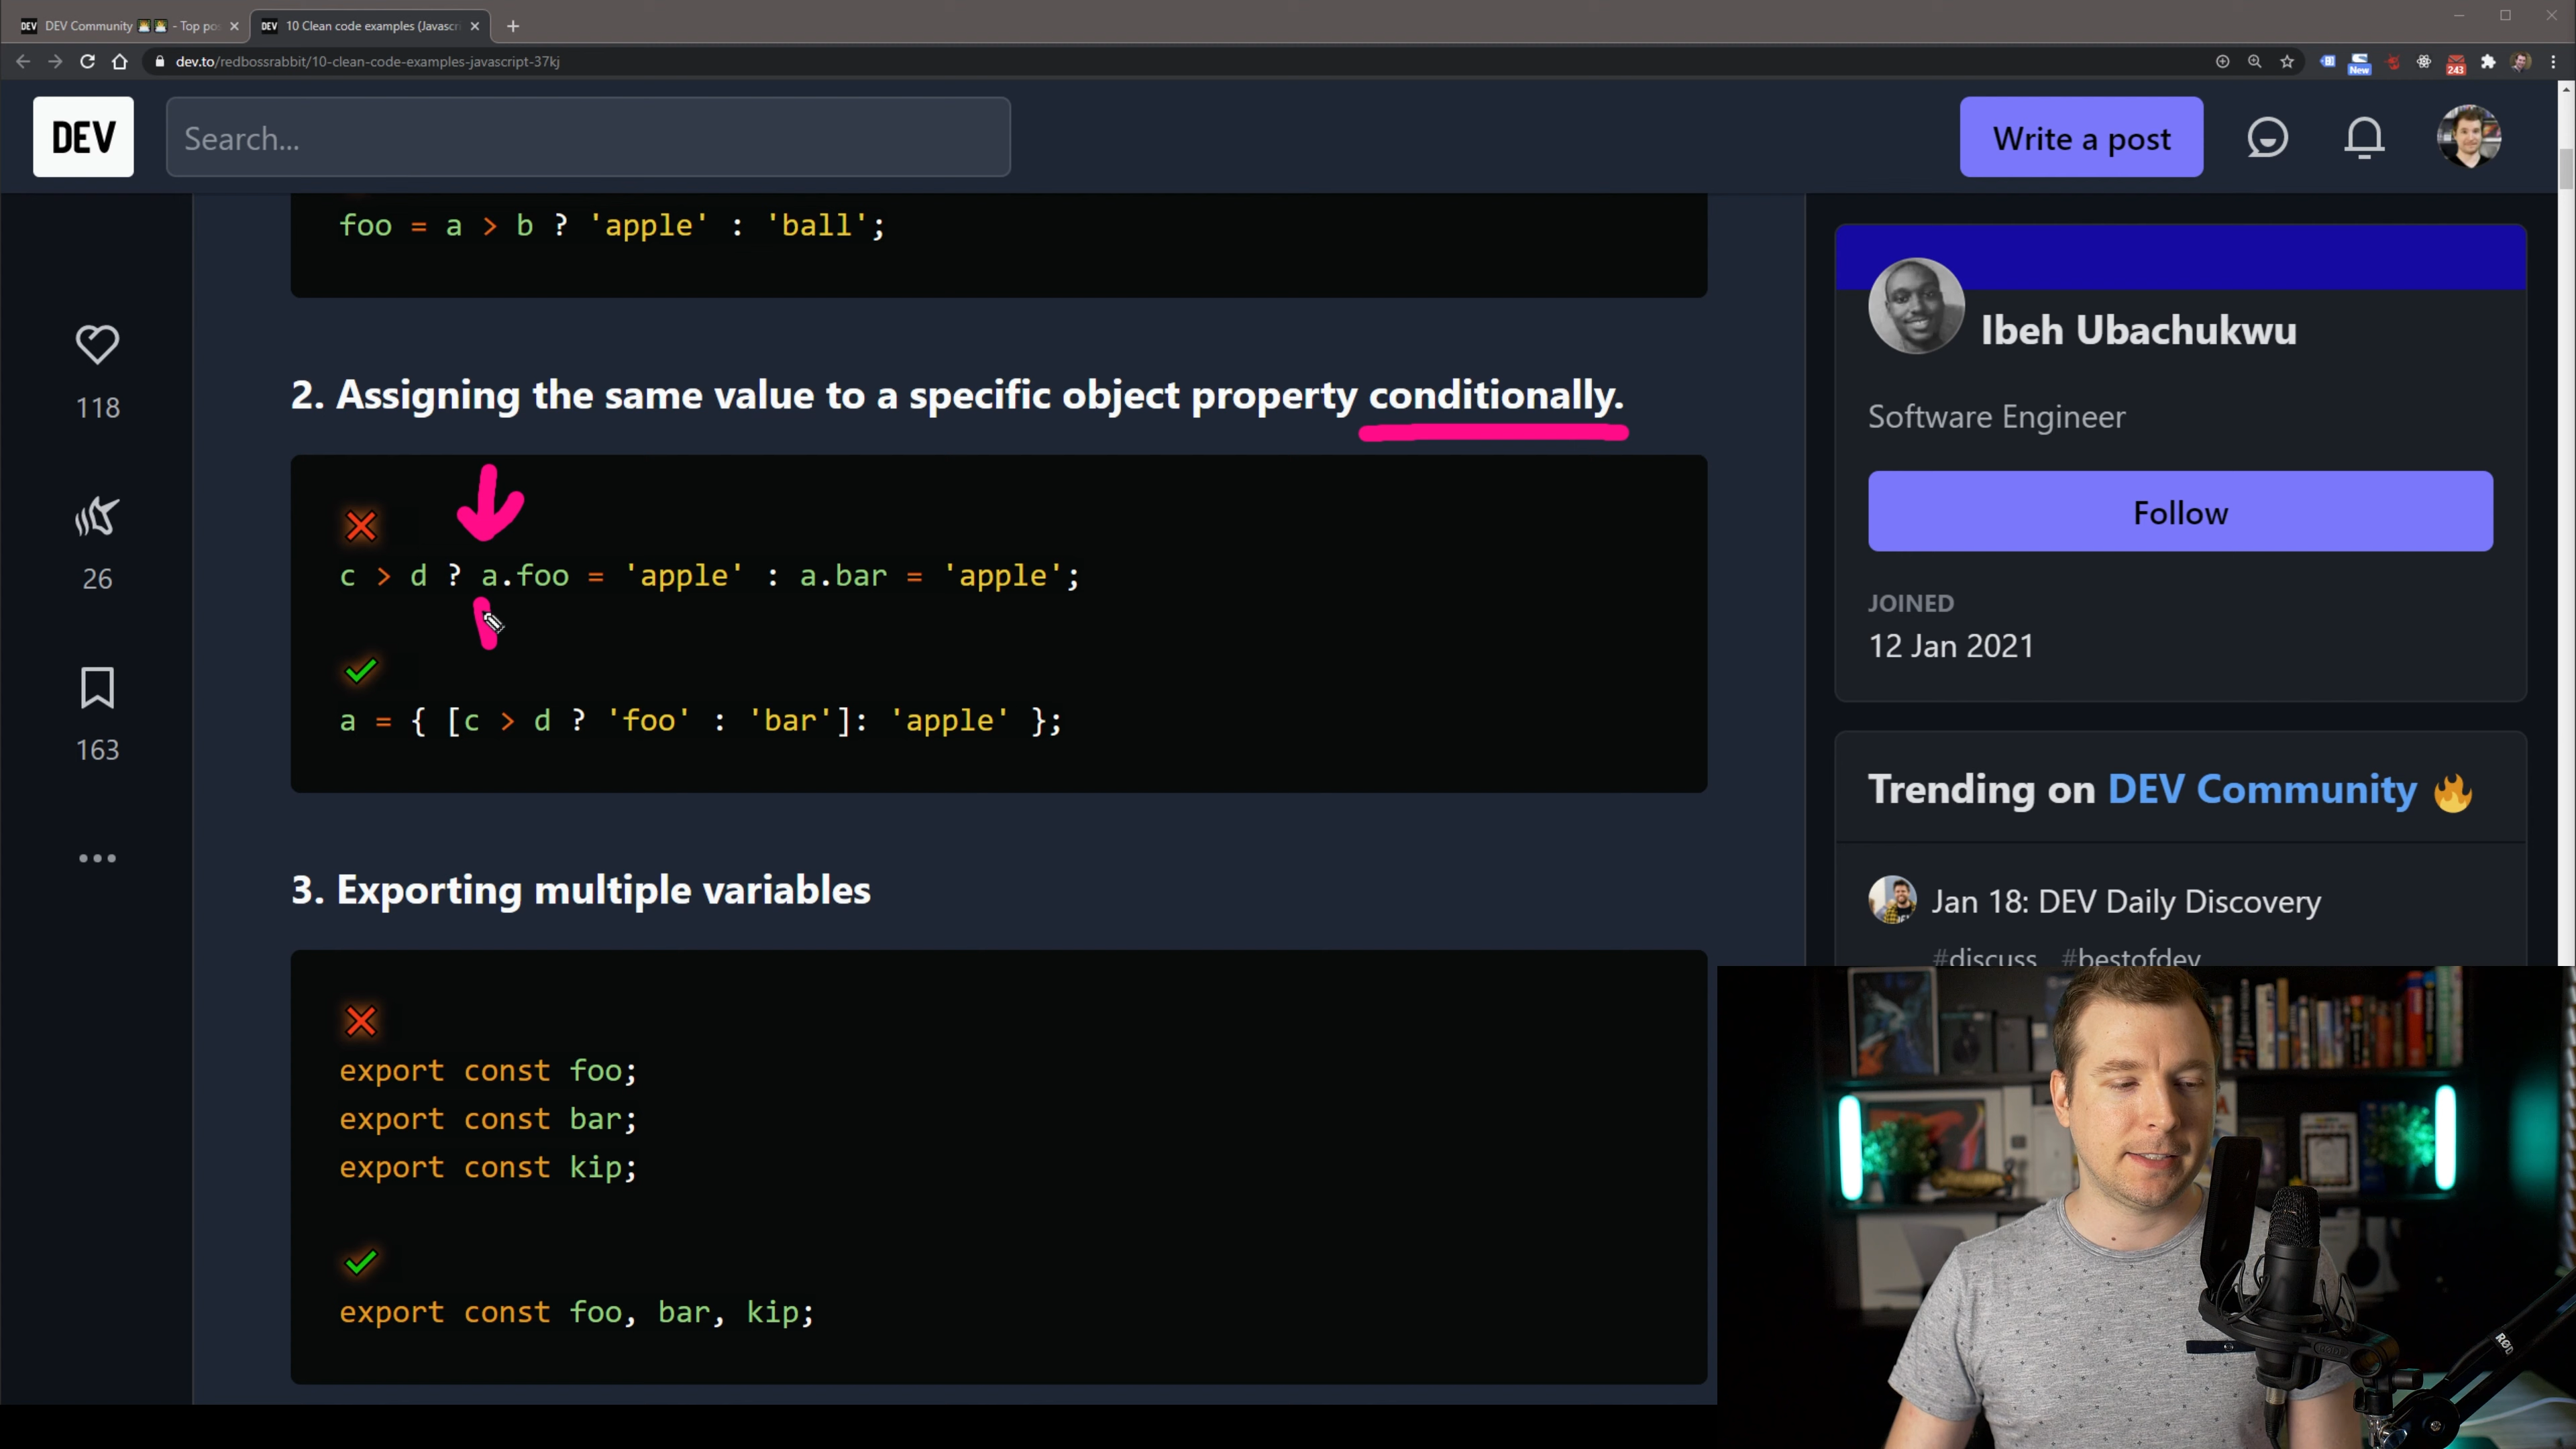 DEV Community - Top po
10 Clean code examples (Javascri
dev.to/redbossrabbit/10-clean-code-examples-javascript-37kj
New
243
DEV
Search...
Write a post
foo = a > b ? 'apple' : 'ball';
118
26
163
2. Assigning the same value to a specific object property conditionally.
c > d ? a.foo = 'apple' : a.bar = 'apple';
a = { [c > d ? 'foo' : 'bar']: 'apple' };
3. Exporting multiple variables
export const foo;
export const bar;
export const kip;
export const foo, bar, kip;
Ibeh Ubachukwu
Software Engineer
Follow
JOINED
12 Jan 2021
Trending on DEV Community
Jan 18: DEV Daily Discovery
#discuss #bestofdev
RØDE